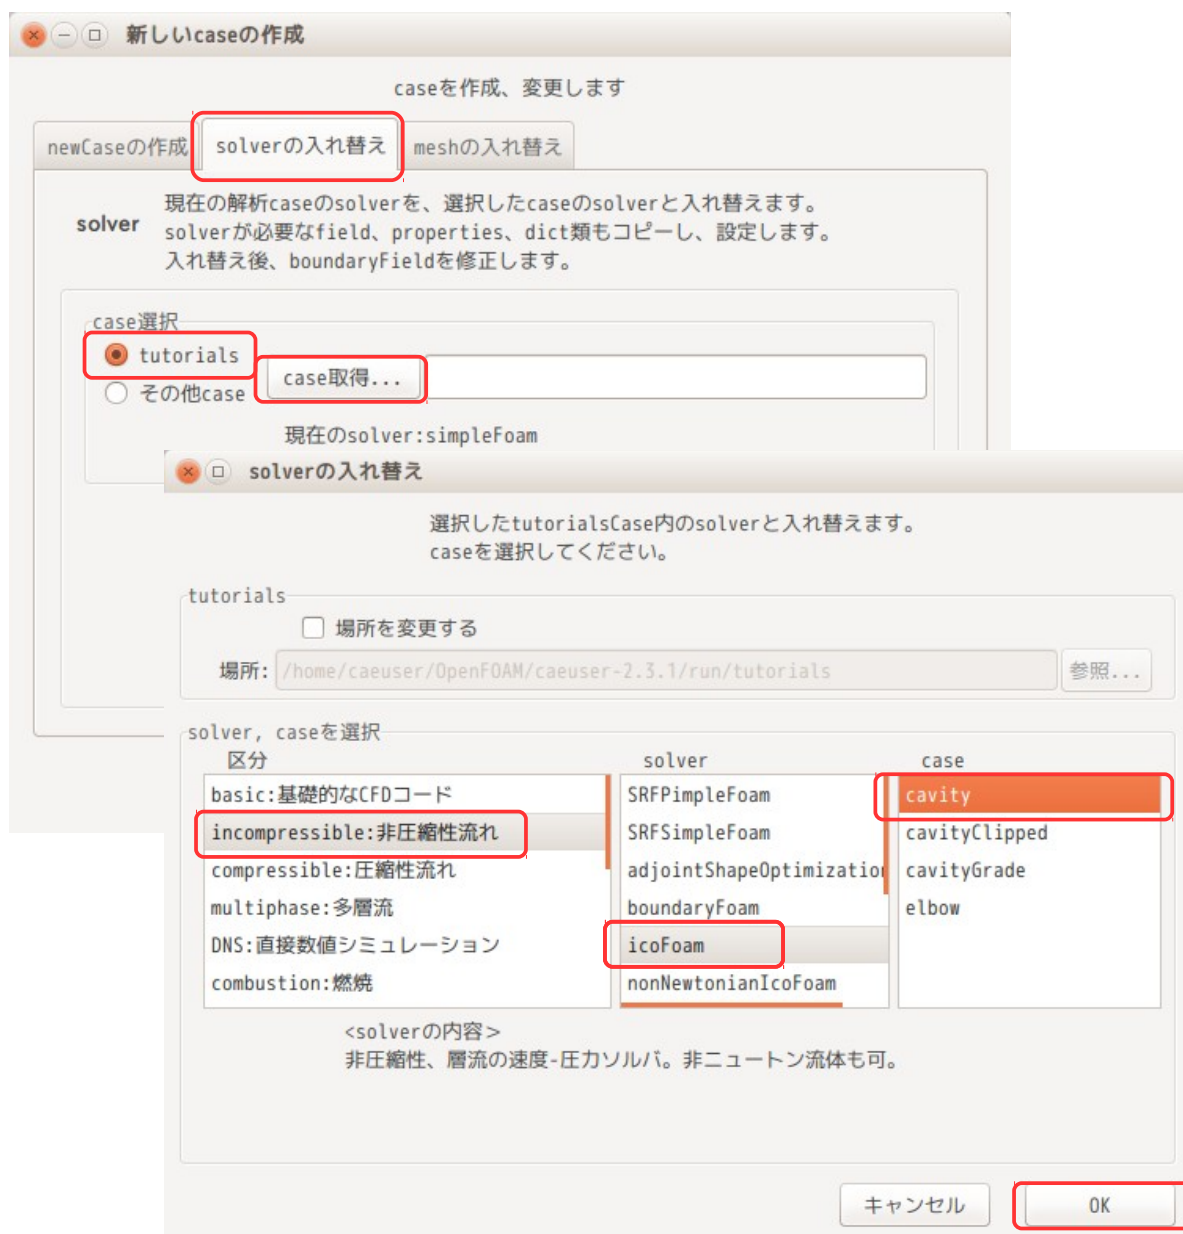 新しいcaseの作成
caseを作成、変更します
newCaseの作成 solverの入れ替え meshの入れ替え
solver
現在の解析caseのsolverを、選択したcaseのsolverと入れ替えます。
solverが必要なfield、properties、dict類もコピーし、設定します。
入れ替え後、boundaryFieldを修正します。
case選択
tutorials
case取得...
その他case
現在のsolver:simpleFoam
solverの入れ替え
選択したtutorialsCase内のsolverと入れ替えます。
caseを選択してください。
tutorials
場所を変更する
場所: /home/caeuser/OpenFOAM/caeuser-2.3.1/run/tutorials 参照...
solver, caseを選択
区分 solver case
basic:基礎的なCFDコード SRFPimpleFoam cavity
incompressible:非圧縮性流れ SRFSimpleFoam cavityClipped
compressible:圧縮性流れ adjointShapeOptimization cavityGrade
multiphase:多層流 boundaryFoam elbow
DNS:直接数値シミュレーション icoFoam
combustion:燃焼 nonNewtonianIcoFoam
<solverの内容>
非圧縮性、層流の速度-圧力ソルバ。非ニュートン流体も可。
キャンセル OK